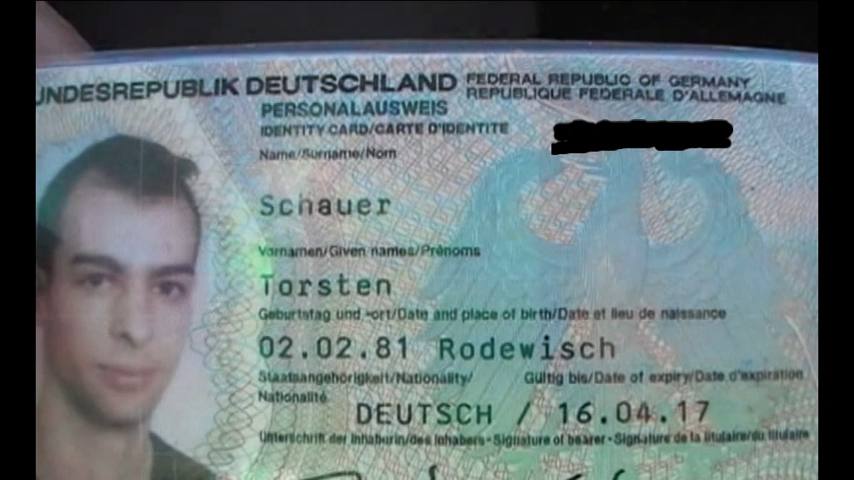 UNDESREPUBLIK DEUTSCHLAND FEDERAL REPUBLIC OF GERMANY
REPUBLIQUE FEDERALE D'ALLEMAGNE
PERSONALAUSWEIS
IDENTITY CARD/CARTE D'IDENTITE
Name/Surname/Nom
Schauer
Vornamen/Given names/Prénoms
Torsten
Geburtstag und -ort/Date and place of birth/Date et lieu de naissance
02.02.81 Rodewisch
Staatsangehörigkeit/Nationality/ Gültig bis/Date of expiry/Date d'expiration
Nationalité
DEUTSCH / 16.04.17
Unterschrift der Inhaberin/des Inhabers - Signature of bearer - Signature de la titulaire/du titulaire